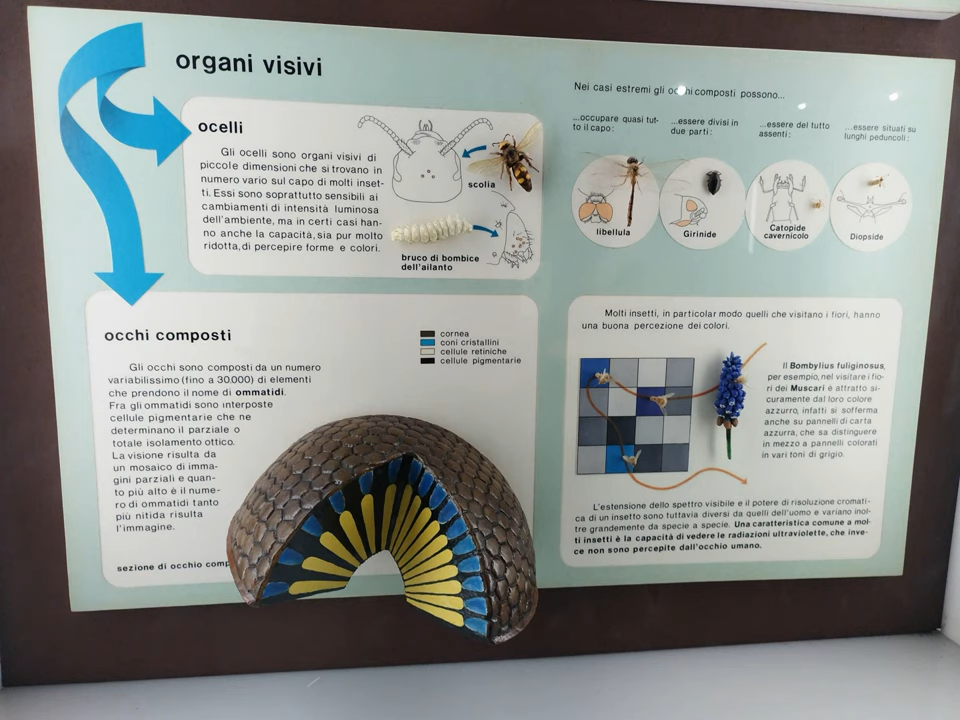 organi visivi
ocelli
Gli ocelli sono organi visivi di
piccole dimensioni che si trovano in
numero vario sul capo di molti inset-
ti. Essi sono soprattutto sensibili ai
cambiamenti di intensità luminosa
dell'ambiente, ma in certi casi han-
no anche la capacità, sia pur molto
ridotta, di percepire forme e colori.
scolia
bruco di bombice
dell'ailanto
occhi composti
cornea
coni cristallini
cellule retiniche
cellule pigmentarie
Gli occhi sono composti da un numero
variabilissimo (fino a 30.000) di elementi
che prendono il nome di ommatidi.
Fra gli ommatidi sono interposte
cellule pigmentarie che ne
determinano il parziale o
totale isolamento ottico.
La visione risulta da
un mosaico di imma-
gini parziali e quan-
to più alto è il nume-
ro di ommatidi tanto
più nitida risulta
l'immagine.
sezione di occhio comp
Nei casi estremi gli occhi composti possono...
...occupare quasi tut-
to il capo:
...essere divisi in
due parti:
...essere del tutto
assenti:
...essere situati su
lunghi peduncoli:
libellula
Girinide
Catopide
cavernicolo
Diopside
Molti insetti, in particolar modo quelli che visitano i fiori, hanno
una buona percezione dei colori.
Il Bombylius fuliginosus,
per esempio, nel visitare i fio-
ri dei Muscari è attratto si-
curamente dal loro colore
azzurro, infatti si sofferma
anche su pannelli di carta
azzurra, che sa distinguere
in mezzo a pannelli colorati
in vari toni di grigio.
L'estensione dello spettro visibile e il potere di risoluzione cromati-
ca di un insetto sono tuttavia diversi da quelli dell'uomo e variano inol-
tre grandemente da specie a specie. Una caratteristica comune a mol-
ti insetti è la capacità di vedere le radiazioni ultraviolette, che inve-
ce non sono percepite dall'occhio umano.